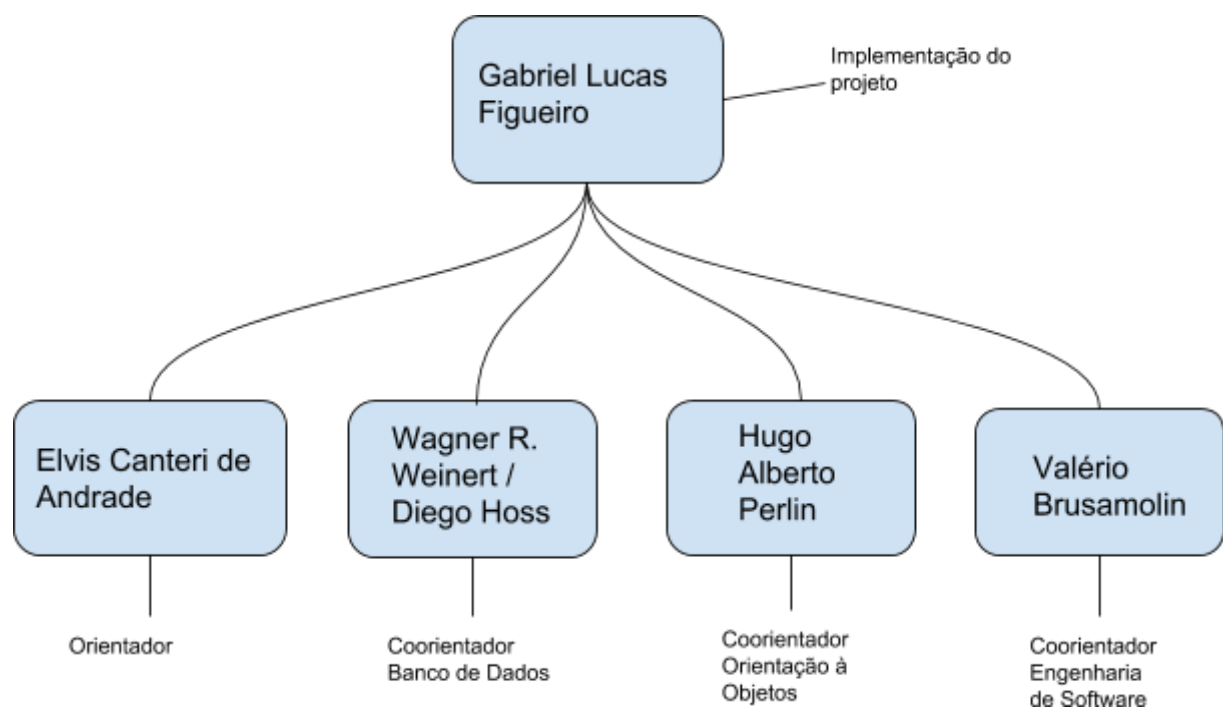 Gabriel Lucas
Figueiro
Implementação do
projeto
Elvis Canteri de
Andrade
Wagner R.
Weinert /
Diego Hoss
Hugo
Alberto
Perlin
Valério
Brusamolin
Orientador
Coorientador
Banco de Dados
Coorientador
Orientação à
Objetos
Coorientador
Engenharia
de Software